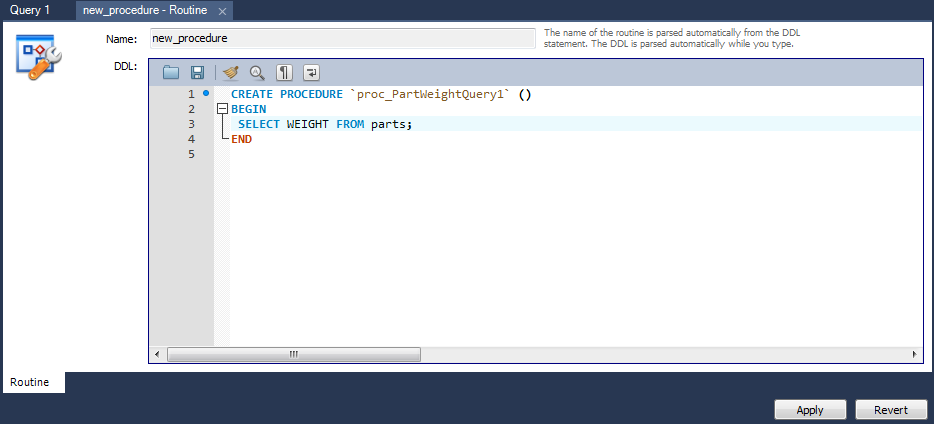 Query 1
new_procedure - Routine
Name:
new_procedure
The name of the routine is parsed automatically from the DDL
statement. The DDL is parsed automatically while you type.
DDL:
1 CREATE PROCEDURE `proc_PartWeightQuery1` ()
2 BEGIN
3 SELECT WEIGHT FROM parts;
4 END
5
Routine
Apply
Revert